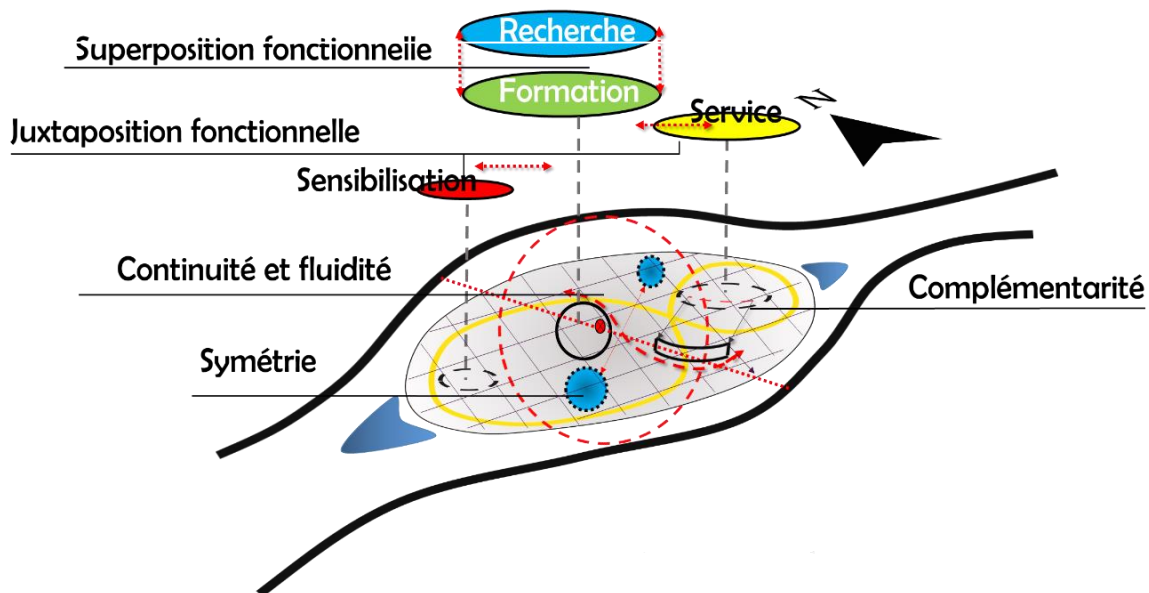 Recherche
Superposition fonctionnelle
Formation
Service
N
Juxtaposition fonctionnelle
Sensibilisation
Continuité et fluidité
Complémentarité
Symétrie